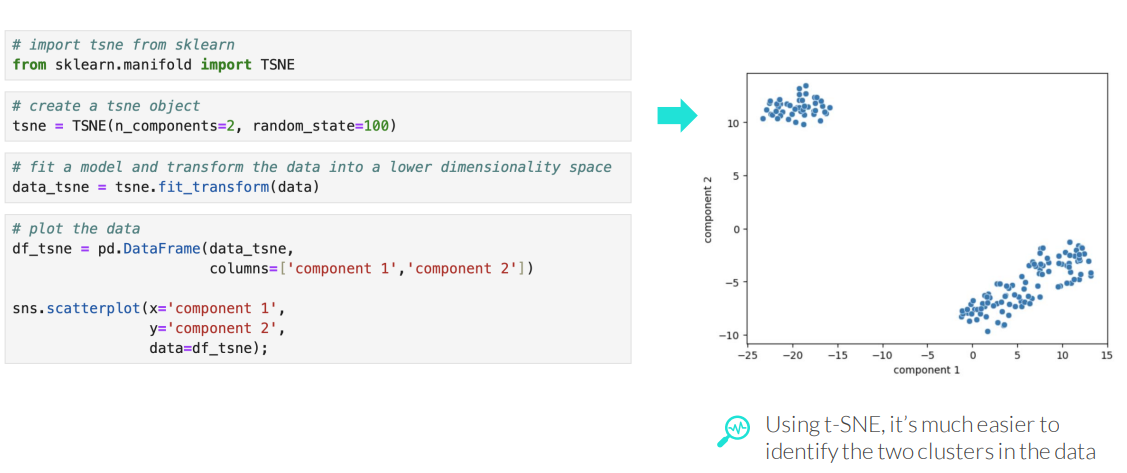 # import tsne from sklearn
from sklearn.manifold import TSNE
# create a tsne object
tsne = TSNE(n_components=2, random_state=100)
# fit a model and transform the data into a lower dimensionality space
data_tsne = tsne.fit_transform(data)
# plot the data
df_tsne = pd.DataFrame(data_tsne,
columns=['component 1','component 2'])
sns.scatterplot(x='component 1',
y='component 2',
data=df_tsne);
component 2
10
5
0
−5
−10
−25 −20 −15 −10 −5 0 5 10 15
component 1
Using t-SNE, it's much easier to
identify the two clusters in the data